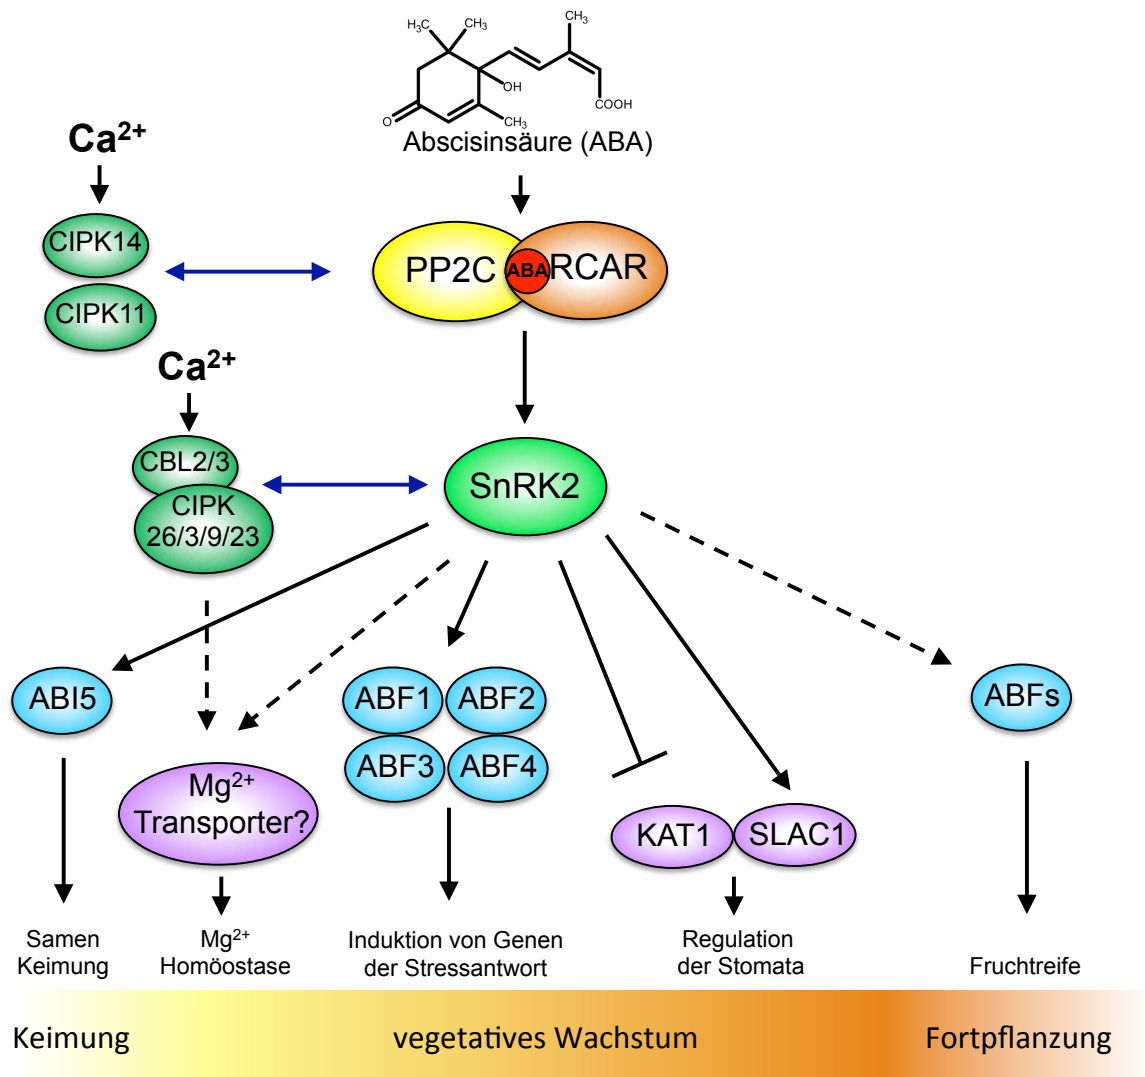 H₃C
CH₃
CH₃
OH
COOH
O
CH₃
Abscisinsäure (ABA)
Ca²⁺
CIPK14
CIPK11
PP2C
ABA
RCAR
Ca²⁺
CBL2/3
CIPK
26/3/9/23
SnRK2
ABI5
Mg²⁺
Transporter?
ABF1
ABF2
ABF3
ABF4
KAT1
SLAC1
ABFs
Samen
Keimung
Mg²⁺
Homöostase
Induktion von Genen
der Stressantwort
Regulation
der Stomata
Fruchtreife
Keimung
vegetatives Wachstum
Fortpflanzung